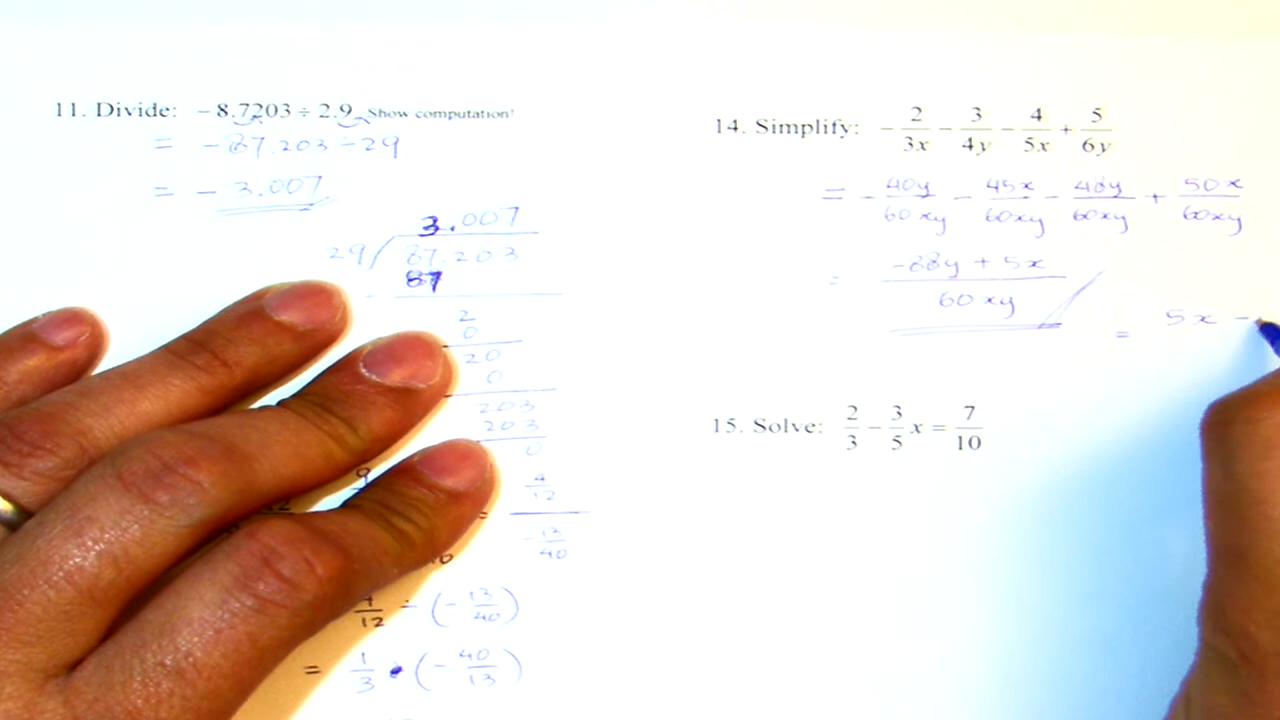 11. Divide: − 8.7203 ÷ 2.9 Show computation!
= − 87.203 ÷ 29
= − 3.007
3.007
29 / 87.203
87
2
0
20
0
203
203
0
9
4/12
= −13/40
/12 ÷ (− 13/40)
= 1/3 • (− 40/13)
14. Simplify: − 2/3x − 3/4y − 4/5x + 5/6y
= − 40y/60xy − 45x/60xy − 48y/60xy + 50x/60xy
= −88y + 5x/60xy
= 5x −
15. Solve: 2/3 − 3/5 x = 7/10